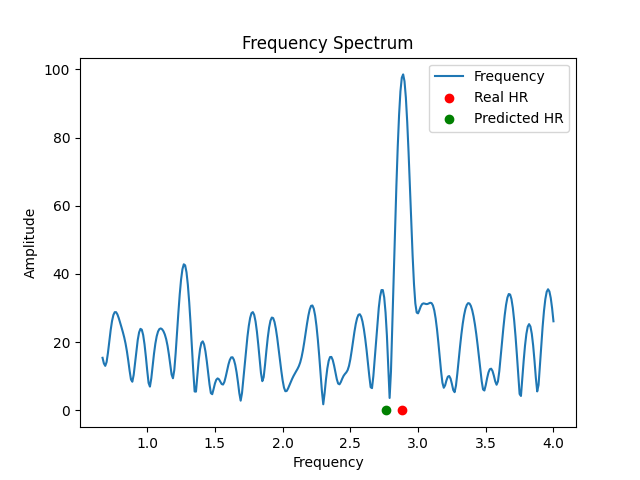 Frequency Spectrum
Frequency
Real HR
Predicted HR
100
80
60
40
20
0
Amplitude
1.0 1.5 2.0 2.5 3.0 3.5 4.0
Frequency